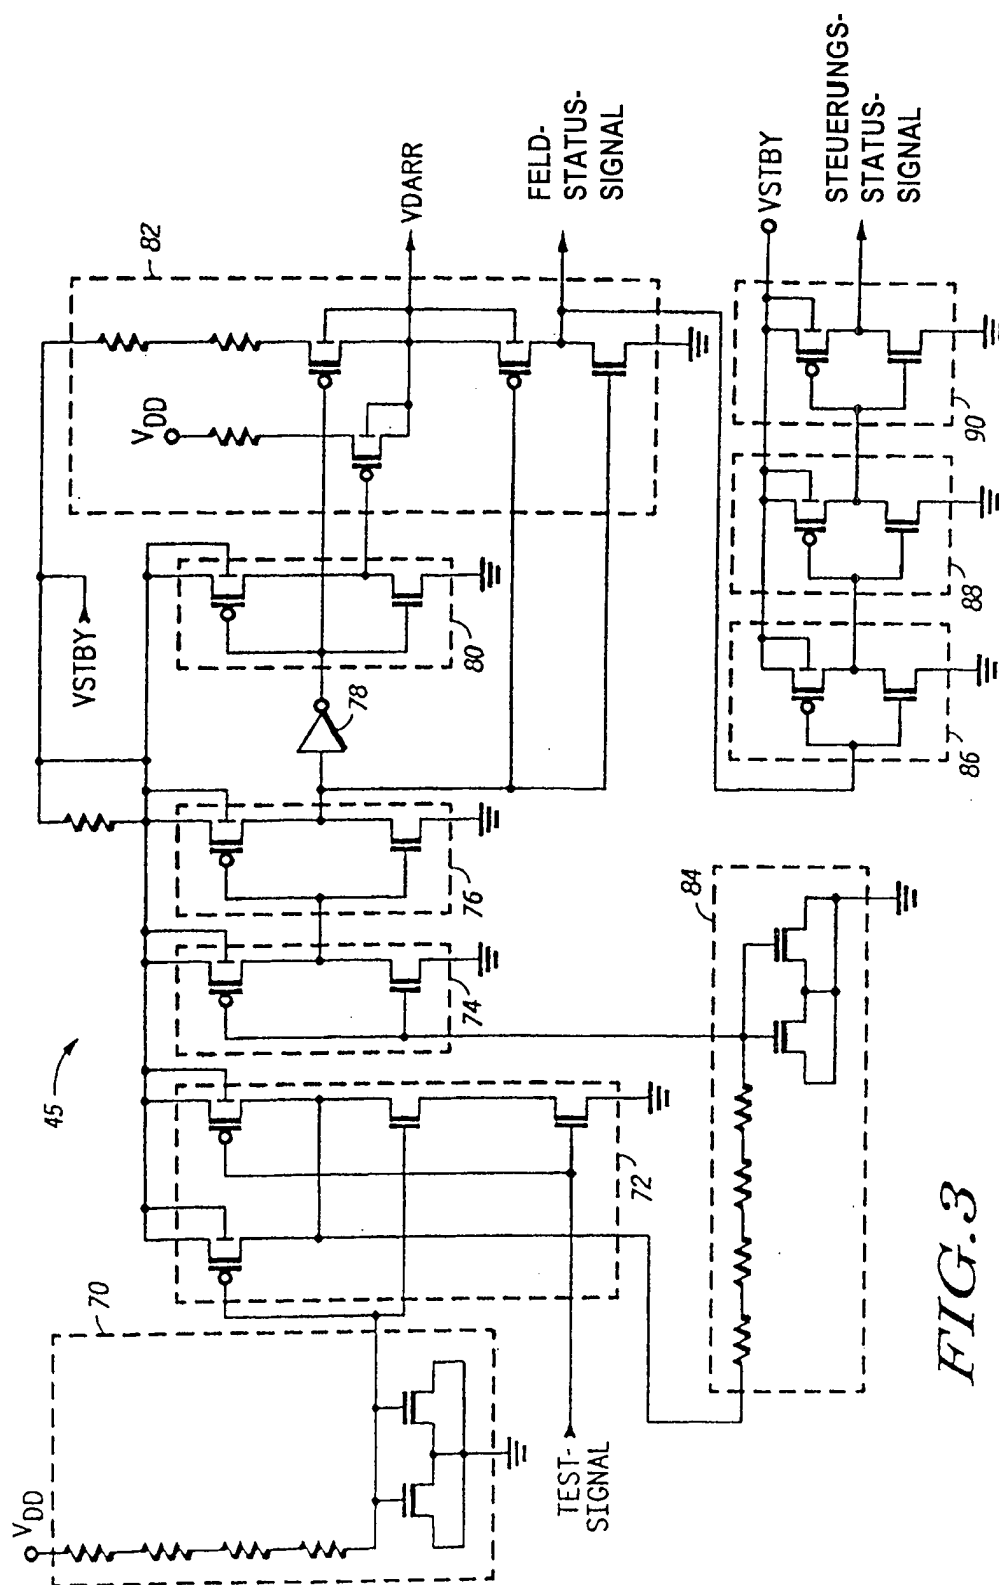 45
VDD
70
TEST-
SIGNAL
72
74
76
78
80
VSTBY
VDD
82
VDARR
FELD-
STATUS-
SIGNAL
84
86
88
90
VSTBY
STEUERUNGS-
STATUS-
SIGNAL
FIG.3